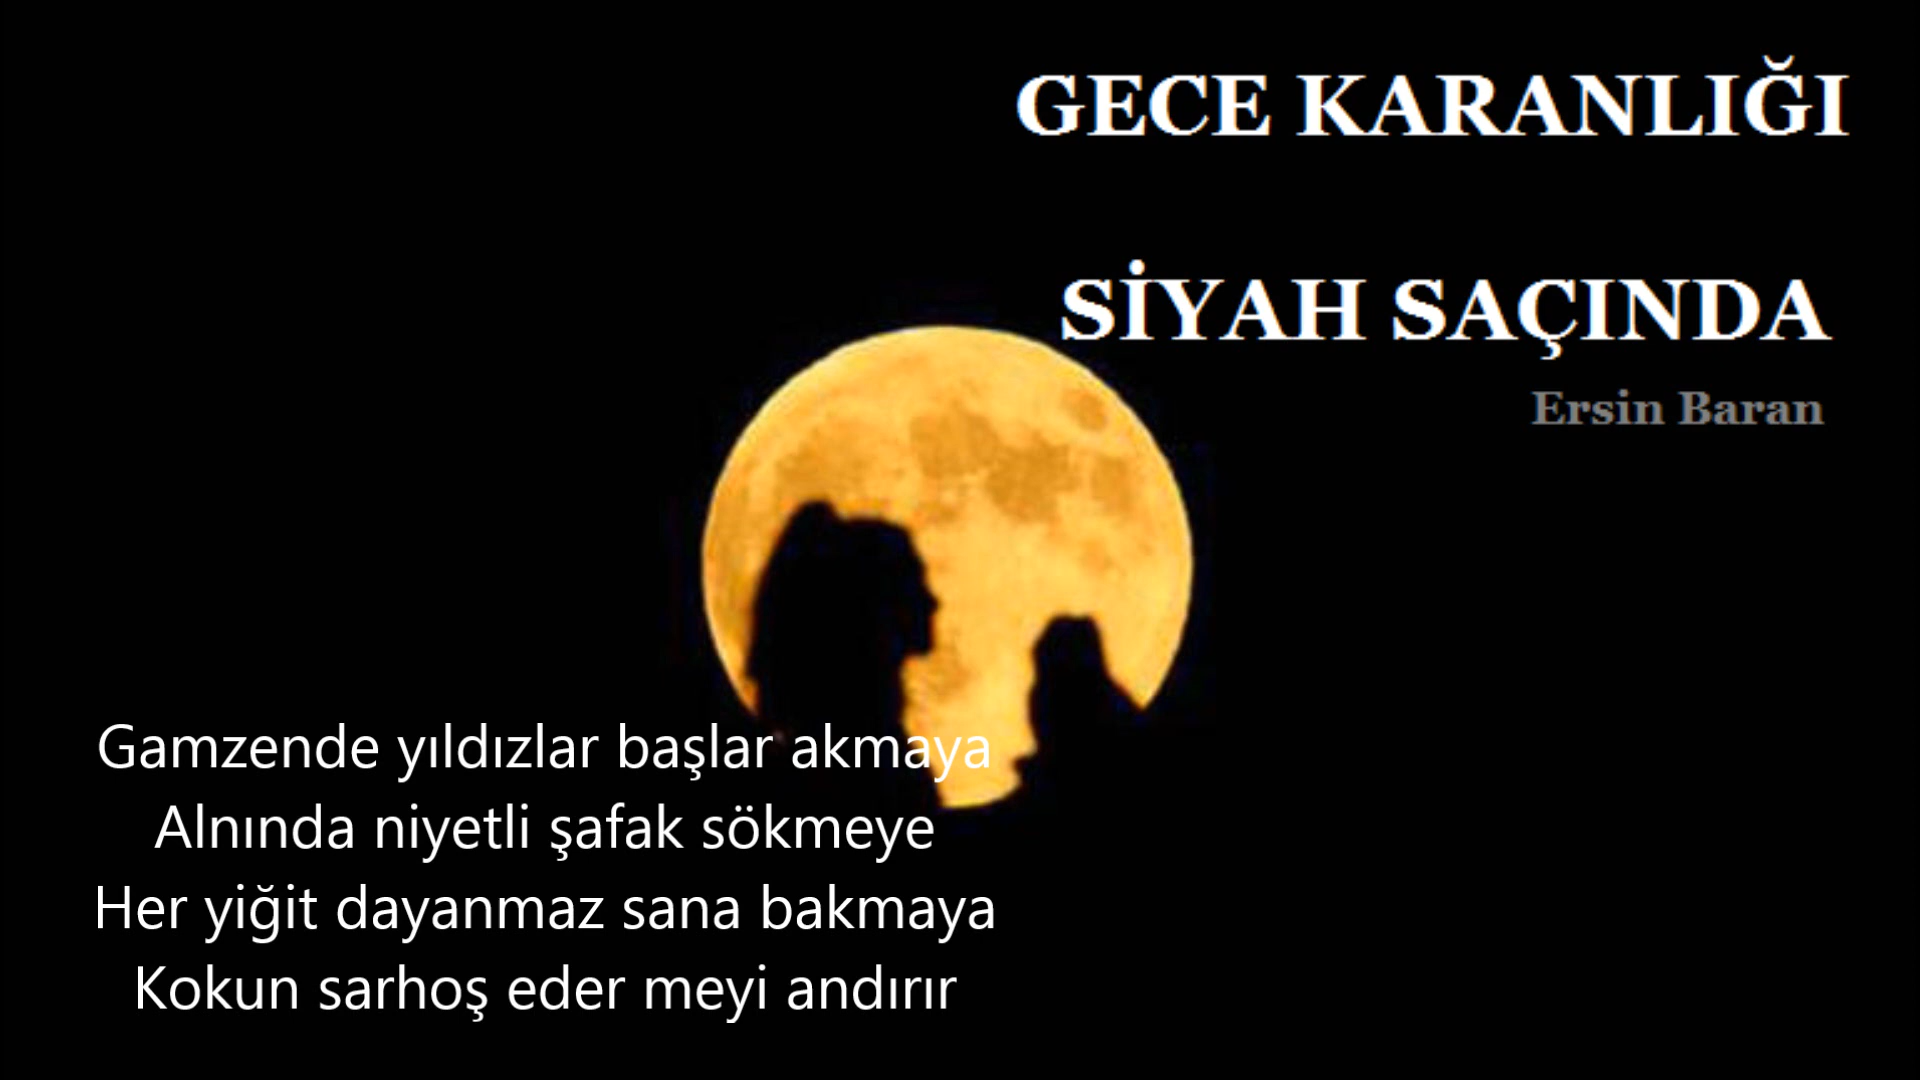 GECE KARANLIĞI
SİYAH SAÇINDA
Ersin Baran
Gamzende yıldızlar başlar akmaya
Alnında niyetli şafak sökmeye
Her yiğit dayanmaz sana bakmaya
Kokun sarhoş eder meyi andırır